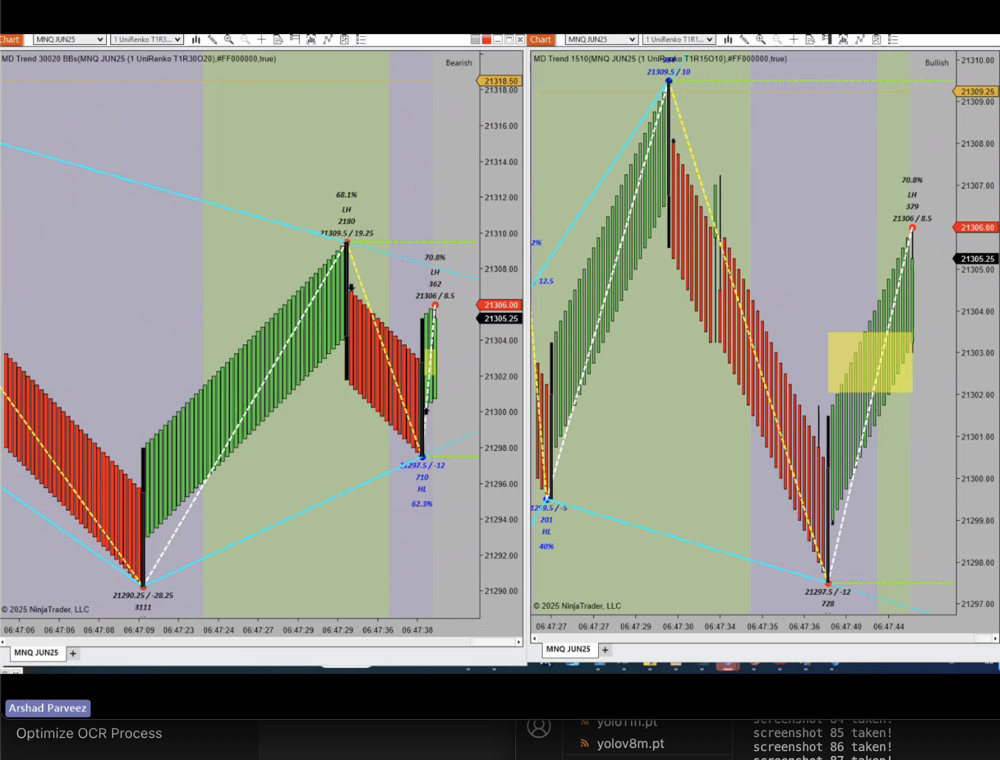 Chart MNQ JUN25 1 UniRenko T1R3...
MD Trend 30020 BBs(MNQ JUN25 (1 UniRenko T1R30O20),#FF000000,true)
Bearish
21318.50
21318.00
21316.00
21314.00
21312.00
21310.00
21308.00
21306.00
21305.25
21304.00
21302.00
21300.00
21298.00
21296.00
21294.00
21292.00
21290.00
68.1%
LH
2180
21309.5 / 19.25
70.8%
LH
362
21306 / 8.5
21297.5 / -12
710
HL
62.3%
21290.25 / -28.25
3111
© 2025 NinjaTrader, LLC
06:47:06 06:47:06 06:47:08 06:47:09 06:47:23 06:47:24 06:47:28 06:47:29 06:47:29 06:47:36 06:47:38
MNQ JUN25 +
Chart MNQ JUN25 1 UniRenko T1R1...
MD Trend 1510(MNQ JUN25 (1 UniRenko T1R15O10),#FF000000,true)
Bullish
21309.5 / 10
21310.00
21309.25
21309.00
21308.00
21307.00
21306.00
21305.25
21305.00
21304.00
21303.00
21302.00
21301.00
21300.00
21299.00
21298.00
21297.00
70.8%
LH
379
21306 / 8.5
2%
12.5
201
HL
40%
21297.5 / -12
728
© 2025 NinjaTrader, LLC
06:47:27 06:47:27 06:47:29 06:47:30 06:47:34 06:47:36 06:47:40 06:47:44
MNQ JUN25 +
Arshad Parveez
Optimize OCR Process
yolo11n.pt
yolov8m.pt
screenshot 84 taken!
screenshot 85 taken!
screenshot 86 taken!
screenshot 87 taken!